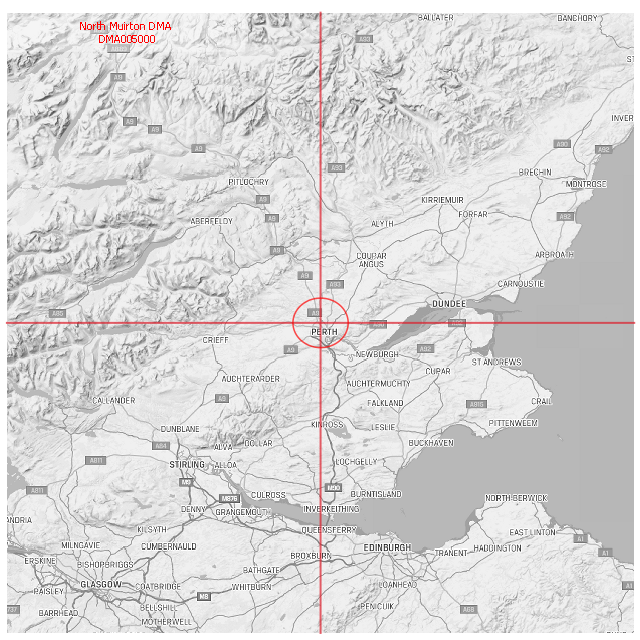 BALLATER
BANCHORY
North Muirton DMA
DMA005000
A93
A9
INVER
A9
A9
A90
A92
A9
A93
BRECHIN
PITLOCHRY
MONTROSE
A9
KIRRIEMUIR
ABERFELDY
A9
FORFAR
A92
ALYTH
A9
COUPAR
ANGUS
ARBROATH
A9
A93
CARNOUSTIE
DUNDEE
A85
A9
PERTH
CRIEFF
A9
NEWBURGH
A92
ST ANDREWS
CUPAR
AUCHTERARDER
AUCHTERMUCHTY
CALLANDER
A9
FALKLAND
A915
CRAIL
PITTENWEEM
KINROSS
LESLIE
DUNBLANE
BUCKHAVEN
A84
ALVA
DOLLAR
A811
STIRLING
ALLOA
LOCHGELLY
M9
M90
A811
M876
CULROSS
BURNTISLAND
NORTH BERWICK
DENNY
GRANGEMOUTH
INVERKEITHING
ANDRIA
KILSYTH
QUEENSFERRY
EAST LINTON
A1
MILNGAVIE
CUMBERNAULD
EDINBURGH
HADDINGTON
TRANENT
A1
ERSKINE
BISHOPBRIGGS
BROXBURN
BATHGATE
GLASGOW
COATBRIDGE
WHITBURN
LOANHEAD
A1
PAISLEY
M8
737
BARRHEAD
BELLSHILL
PENICUIK
A68
MOTHERWELL